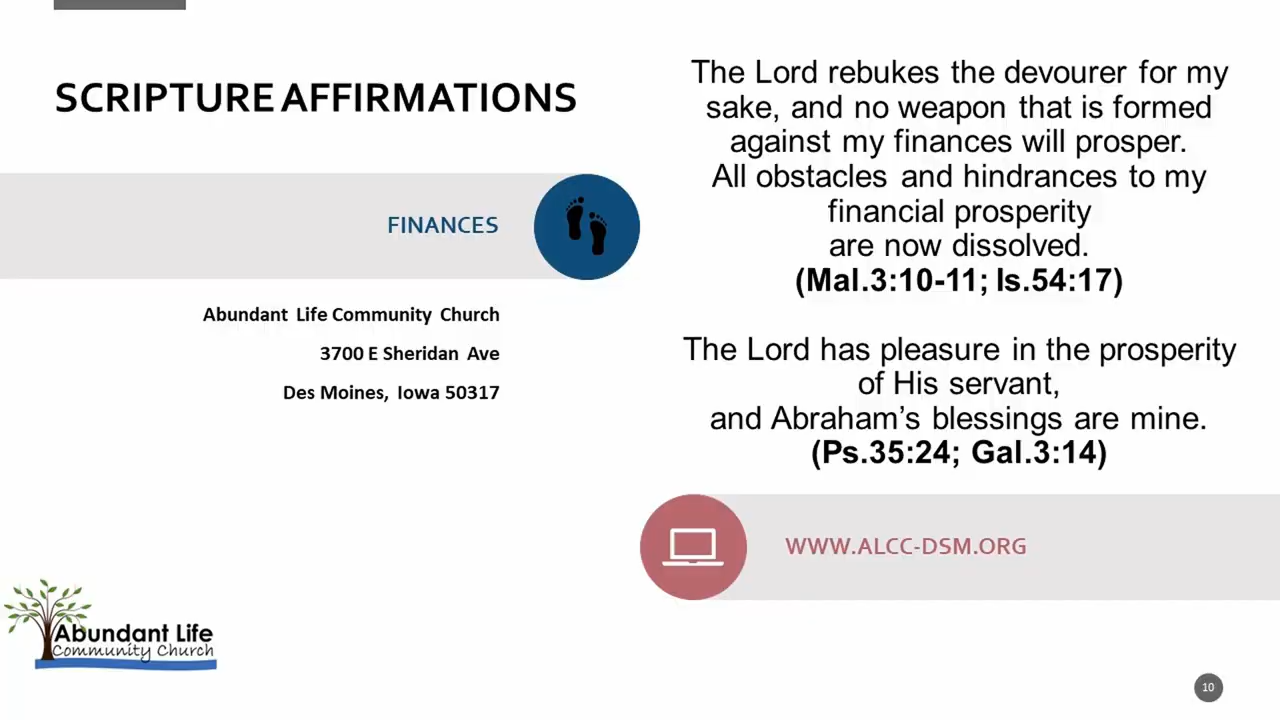 SCRIPTURE AFFIRMATIONS
FINANCES
Abundant Life Community Church
3700 E Sheridan Ave
Des Moines, Iowa 50317
The Lord rebukes the devourer for my
sake, and no weapon that is formed
against my finances will prosper.
All obstacles and hindrances to my
financial prosperity
are now dissolved.
(Mal.3:10-11; Is.54:17)
The Lord has pleasure in the prosperity
of His servant,
and Abraham’s blessings are mine.
(Ps.35:24; Gal.3:14)
WWW.ALCC-DSM.ORG
Abundant Life
Community Church
10